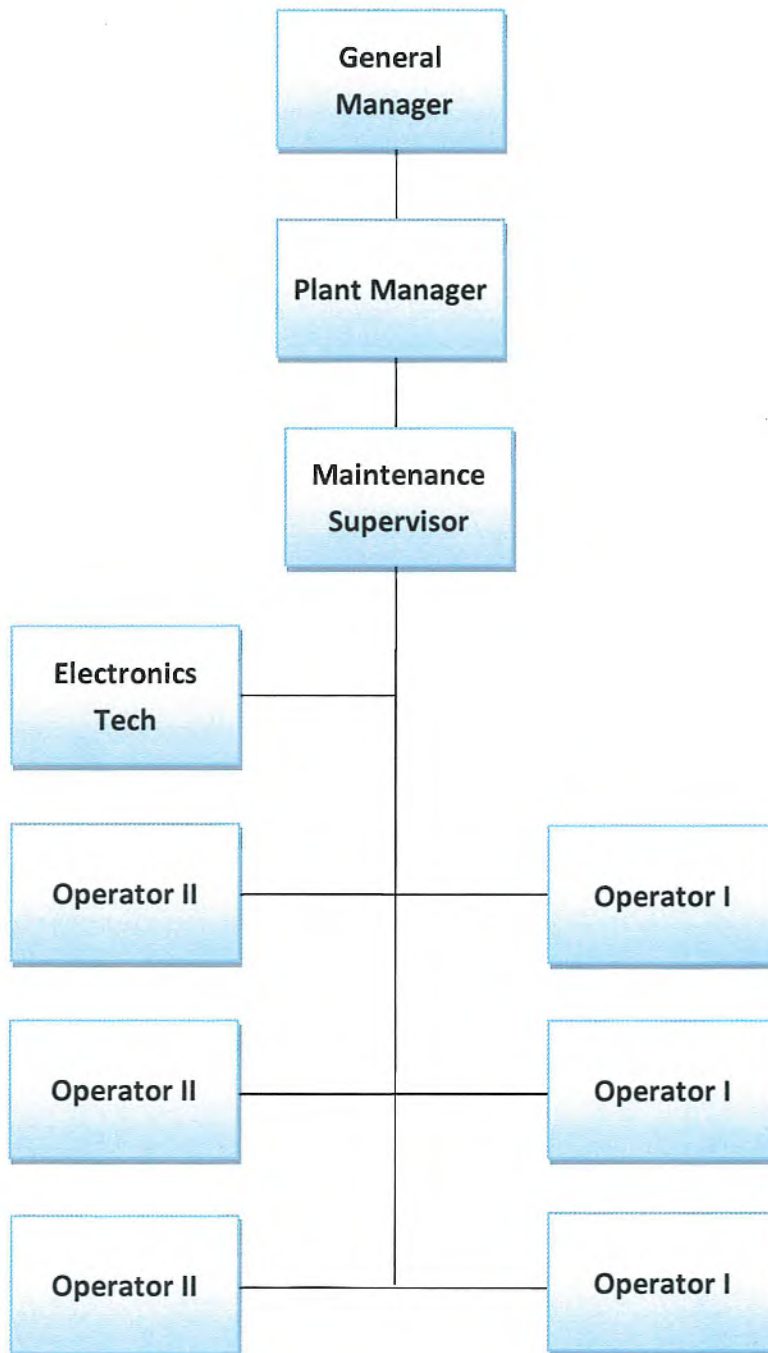 General
Manager
Plant Manager
Maintenance
Supervisor
Electronics
Tech
Operator II
Operator I
Operator II
Operator I
Operator II
Operator I